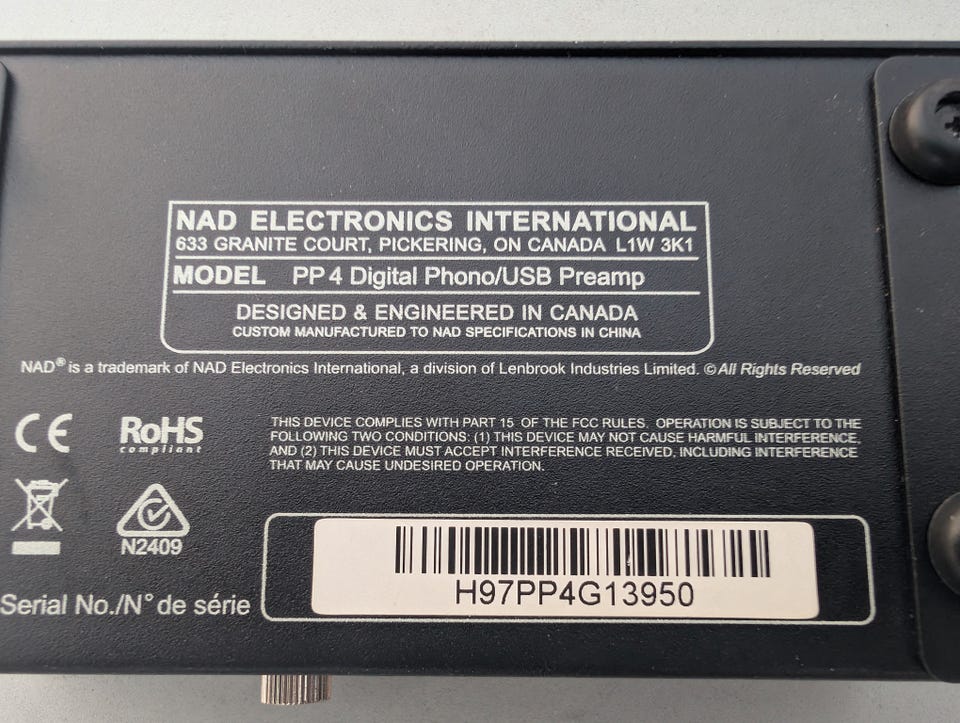 NAD ELECTRONICS INTERNATIONAL
633 GRANITE COURT, PICKERING, ON CANADA L1W 3K1
MODEL PP 4 Digital Phono/USB Preamp
DESIGNED & ENGINEERED IN CANADA
CUSTOM MANUFACTURED TO NAD SPECIFICATIONS IN CHINA
NAD® is a trademark of NAD Electronics International, a division of Lenbrook Industries Limited. ©All Rights Reserved
CE
RoHS
compliant
THIS DEVICE COMPLIES WITH PART 15 OF THE FCC RULES. OPERATION IS SUBJECT TO THE
FOLLOWING TWO CONDITIONS: (1) THIS DEVICE MAY NOT CAUSE HARMFUL INTERFERENCE,
AND (2) THIS DEVICE MUST ACCEPT INTERFERENCE RECEIVED, INCLUDING INTERFERENCE
THAT MAY CAUSE UNDESIRED OPERATION.
N2409
Serial No./N° de série
H97PP4G13950